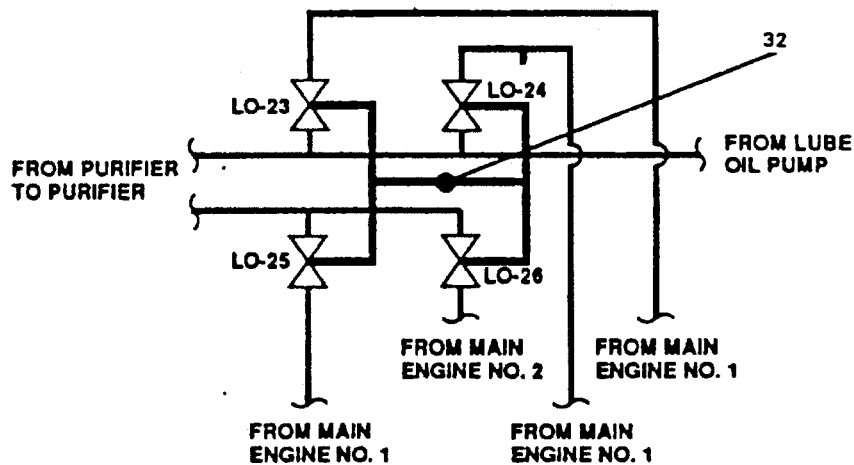 32
LO-23
LO-24
FROM PURIFIER
TO PURIFIER
FROM LUBE
OIL PUMP
LO-25
LO-26
FROM MAIN
ENGINE NO. 2
FROM MAIN
ENGINE NO. 1
FROM MAIN
ENGINE NO. 1
FROM MAIN
ENGINE NO. 1